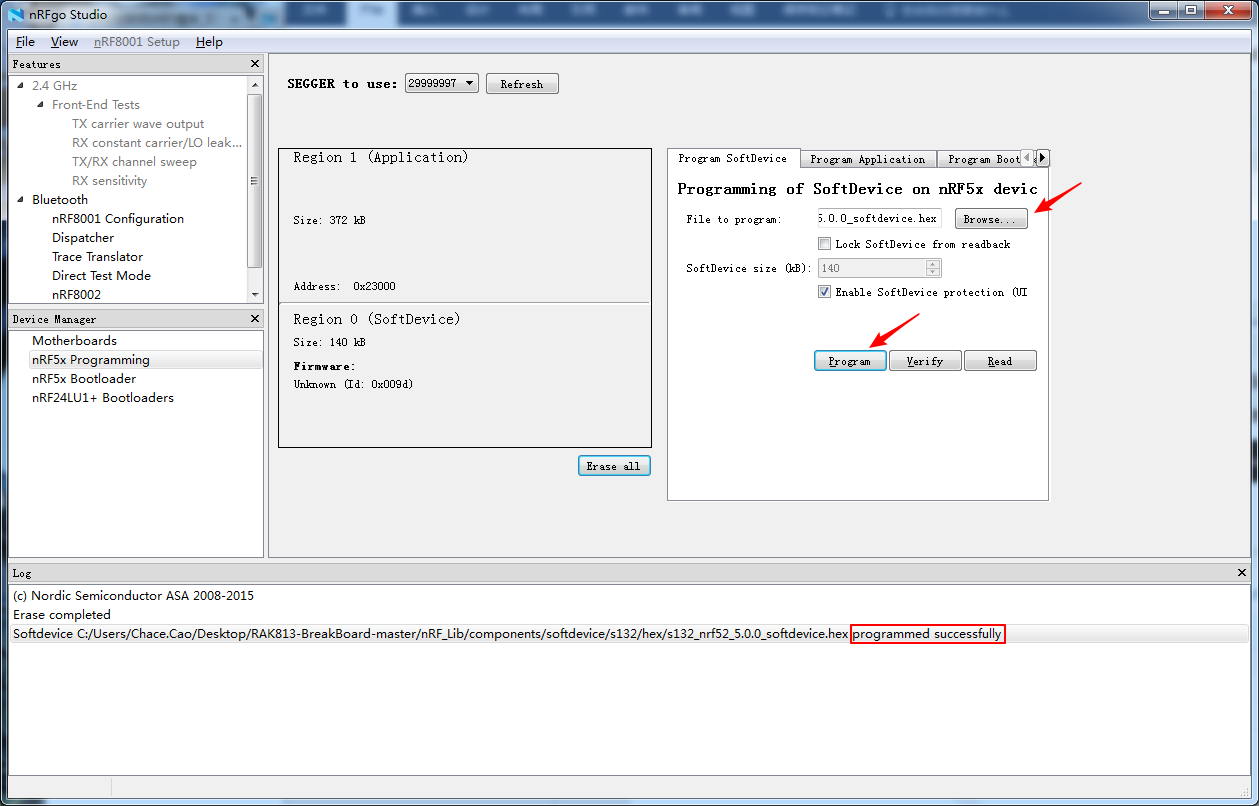 nRFgo Studio
File View nRF8001 Setup Help
Features
2.4 GHz
Front-End Tests
TX carrier wave output
RX constant carrier/LO leak...
TX/RX channel sweep
RX sensitivity
Bluetooth
nRF8001 Configuration
Dispatcher
Trace Translator
Direct Test Mode
nRF8002
Device Manager
Motherboards
nRF5x Programming
nRF5x Bootloader
nRF24LU1+ Bootloaders
SEGGER to use: 29999997 Refresh
Region 1 (Application)
Size: 372 kB
Address: 0x23000
Region 0 (SoftDevice)
Size: 140 kB
Firmware:
Unknown (Id: 0x009d)
Erase all
Program SoftDevice Program Application Program Boot
Programming of SoftDevice on nRF5x devic
File to program: 5.0.0_softdevice.hex Browse...
Lock SoftDevice from readback
SoftDevice size (kB): 140
Enable SoftDevice protection (UI
Program Verify Read
Log
(c) Nordic Semiconductor ASA 2008-2015
Erase completed
Softdevice C:/Users/Chace.Cao/Desktop/RAK813-BreakBoard-master/nRF_Lib/components/softdevice/s132/hex/s132_nrf52_5.0.0_softdevice.hex programmed successfully